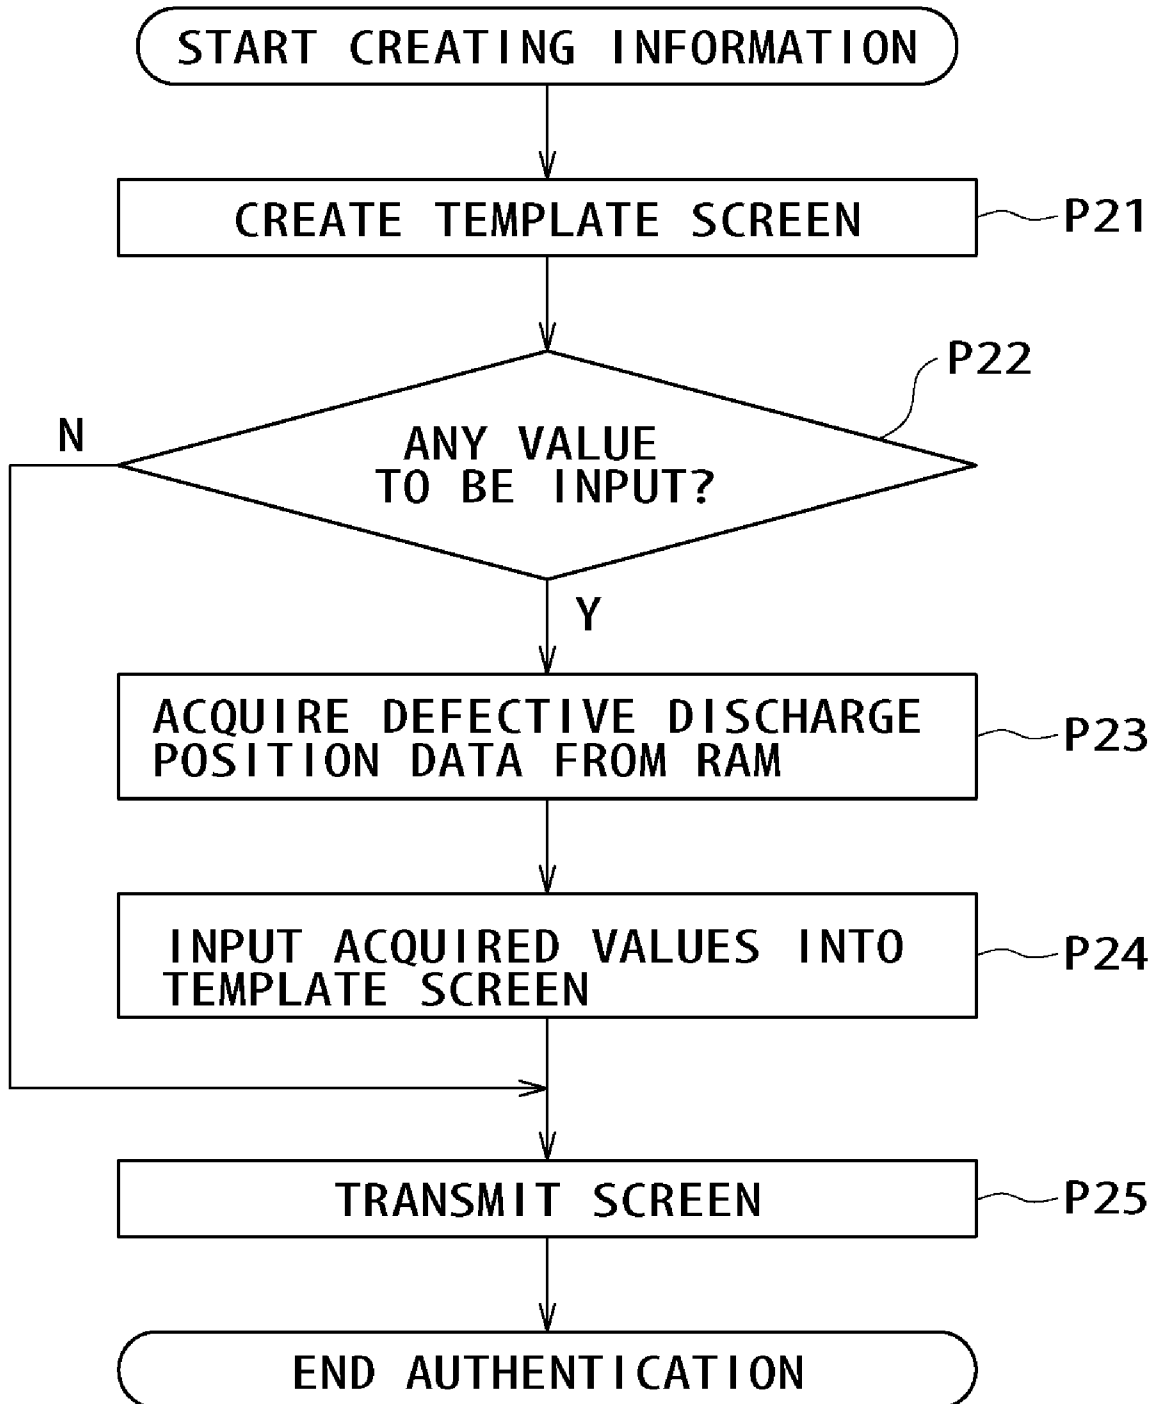 START CREATING INFORMATION
CREATE TEMPLATE SCREEN
P21
P22
N
ANY VALUE
TO BE INPUT?
Y
ACQUIRE DEFECTIVE DISCHARGE
POSITION DATA FROM RAM
P23
INPUT ACQUIRED VALUES INTO
TEMPLATE SCREEN
P24
TRANSMIT SCREEN
P25
END AUTHENTICATION